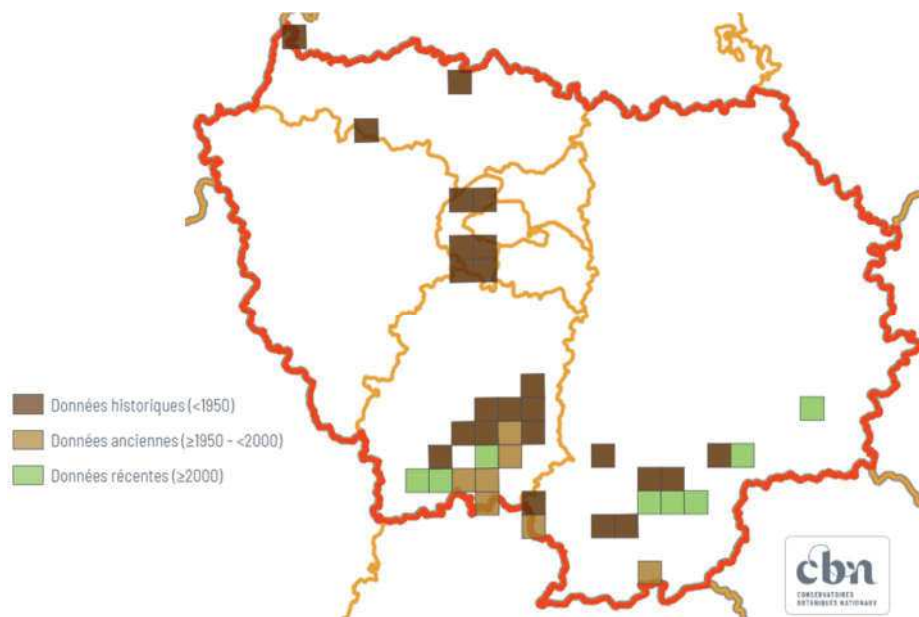 Données historiques (<1950)
Données anciennes (≥1950 - <2000)
Données récentes (≥2000)
cbn
CONSERVATOIRES
BOTANIQUES NATIONAUX